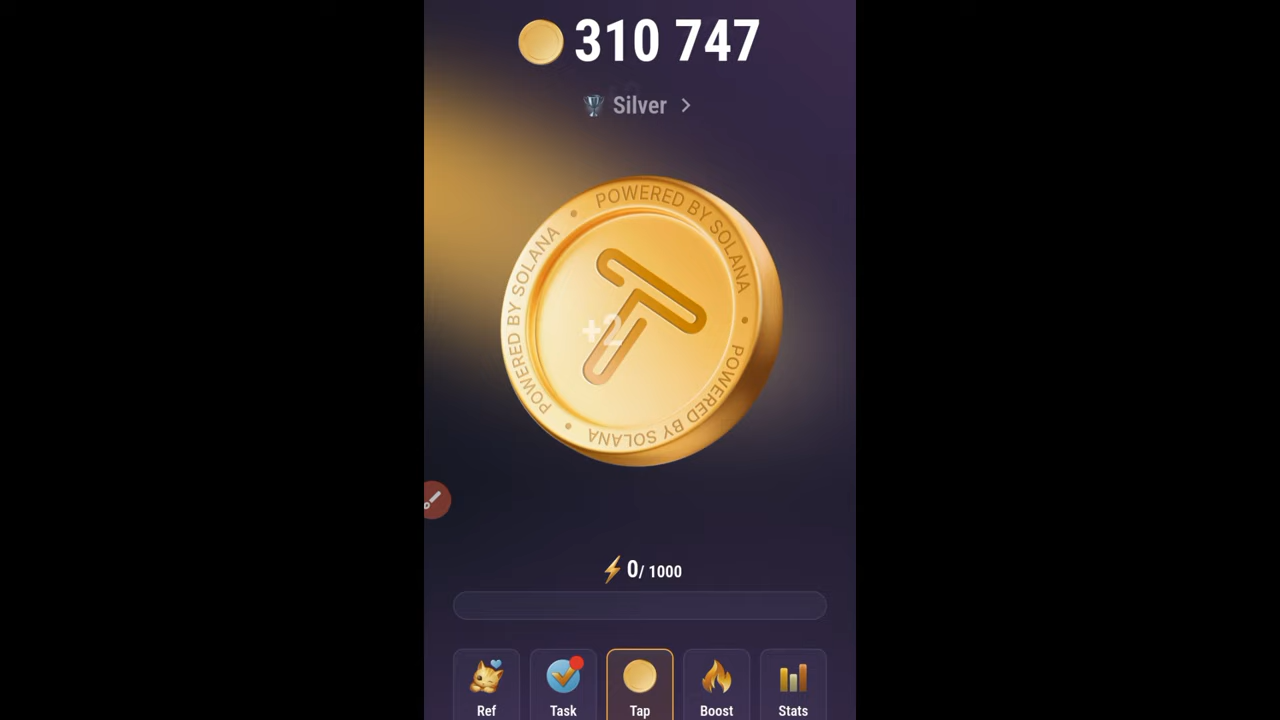 310 747
Silver
POWERED BY SOLANA • POWERED BY SOLANA • POWERED BY SOLANA •
+2
0/ 1000
Ref Task Tap Boost Stats